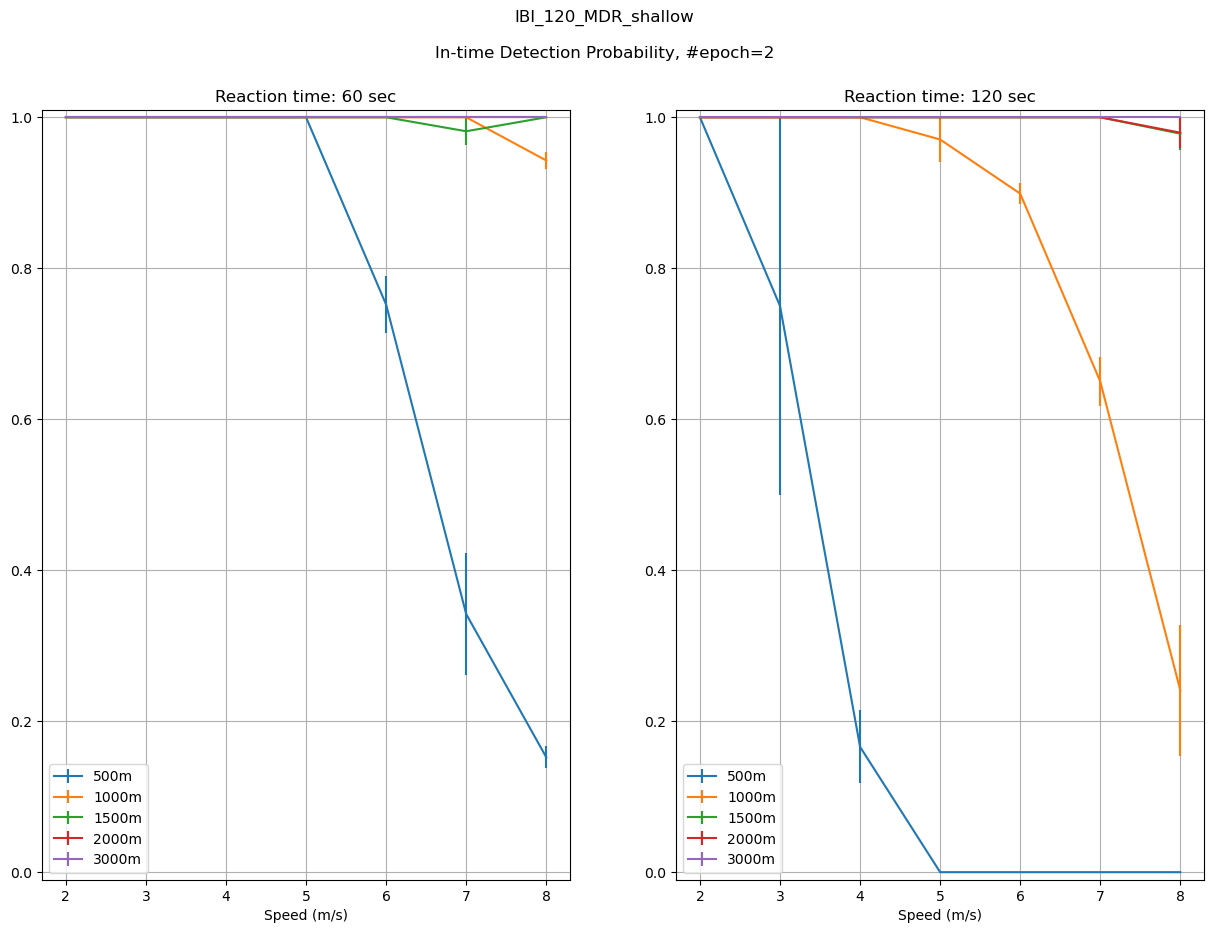 IBI_120_MDR_shallow
In-time Detection Probability, #epoch=2
Reaction time: 60 sec
1.0
0.8
0.6
0.4
0.2
0.0
2 3 4 5 6 7 8
Speed (m/s)
500m
1000m
1500m
2000m
3000m
Reaction time: 120 sec
1.0
0.8
0.6
0.4
0.2
0.0
2 3 4 5 6 7 8
Speed (m/s)
500m
1000m
1500m
2000m
3000m